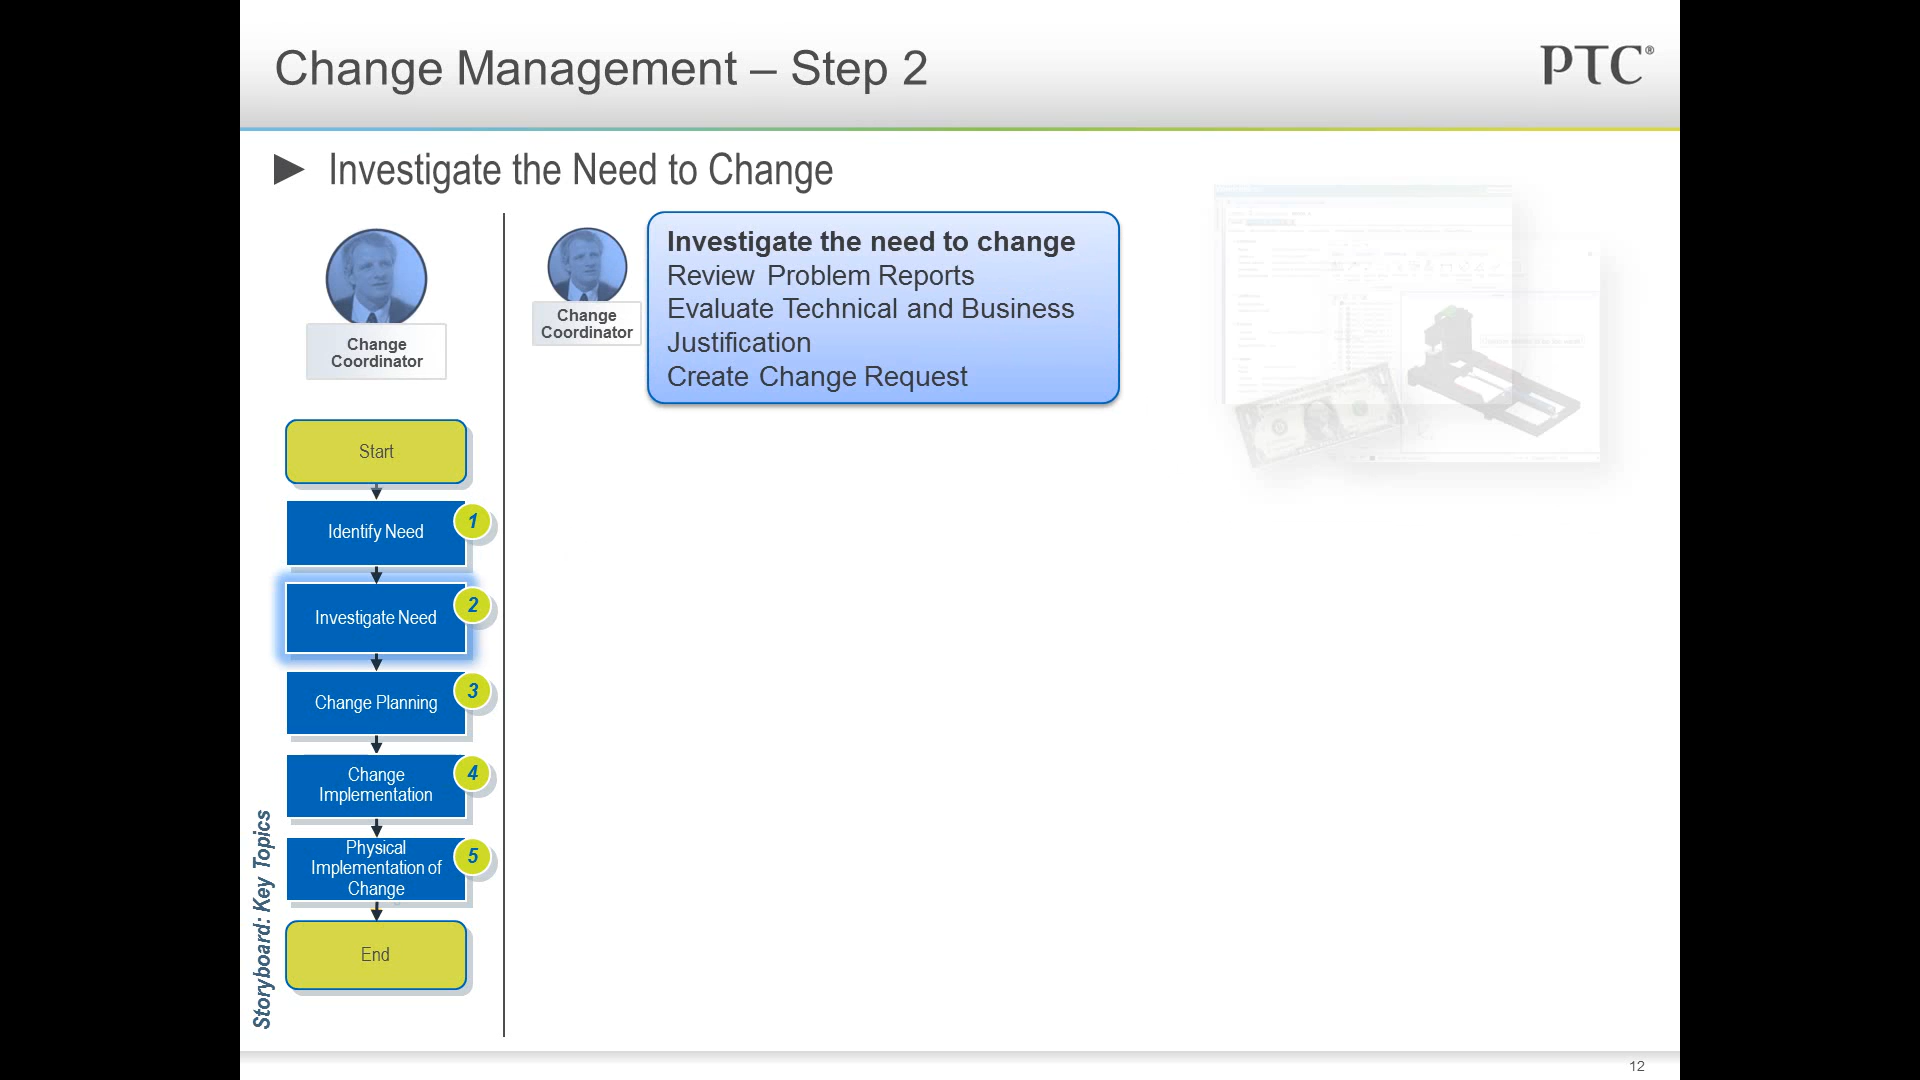 Change Management – Step 2
PTC®
Investigate the Need to Change
Change
Coordinator
Change
Coordinator
Investigate the need to change
Review Problem Reports
Evaluate Technical and Business
Justification
Create Change Request
Start
Identify Need
1
Investigate Need
2
Change Planning
3
Change
Implementation
4
Physical
Implementation of
Change
5
End
Storyboard: Key Topics
12